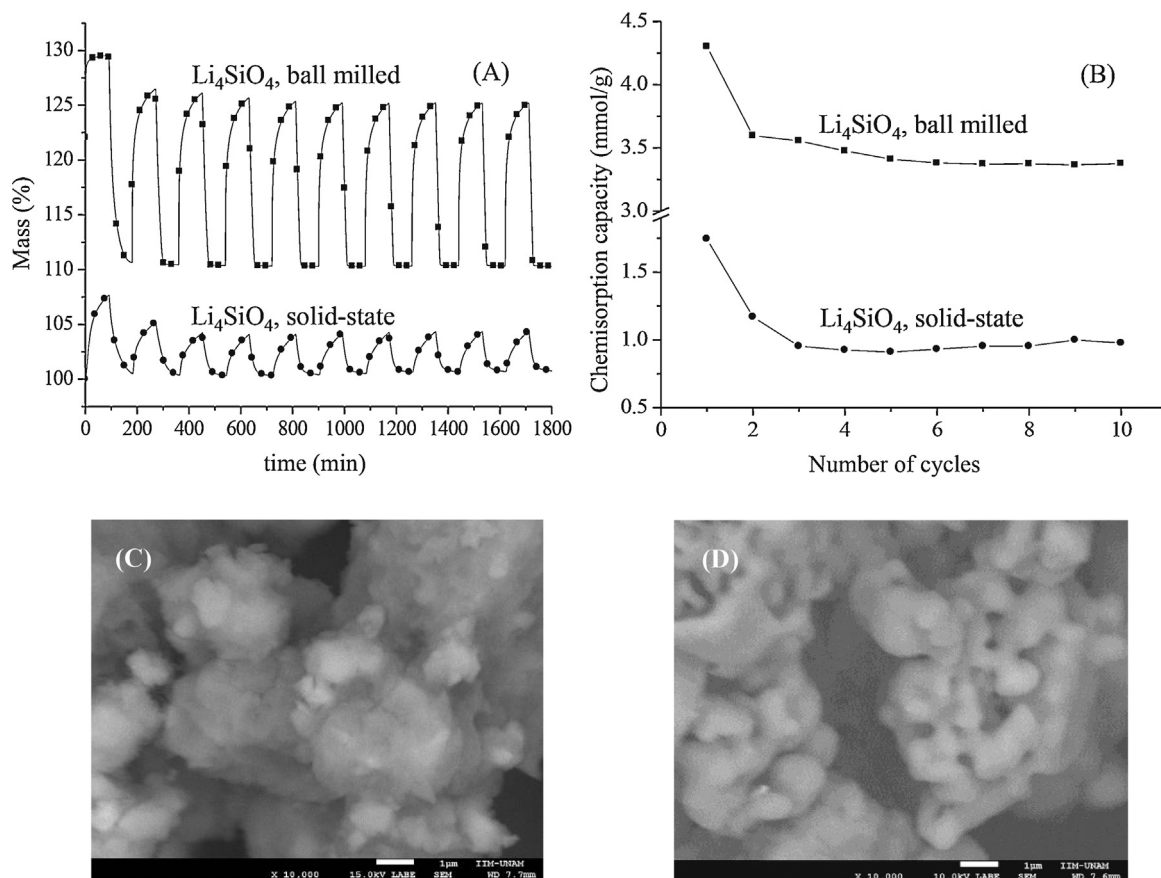 (A)
Li₄SiO₄, ball milled
Li₄SiO₄, solid-state
Mass (%)
130
125
120
115
110
105
100
0 200 400 600 800 1000 1200 1400 1600 1800
time (min)
(B)
Li₄SiO₄, ball milled
Li₄SiO₄, solid-state
Chemisorption capacity (mmol/g)
4.5
4.0
3.5
3.0
1.5
1.0
0.5
0 2 4 6 8 10
Number of cycles
(C)
1µm IIM-UNAM
X 10,000 15.0kV LABE SEM WD 7.7mm
(D)
1µm IIM-UNAM
X 10,000 10.0kV LABE SEM WD 7.6mm